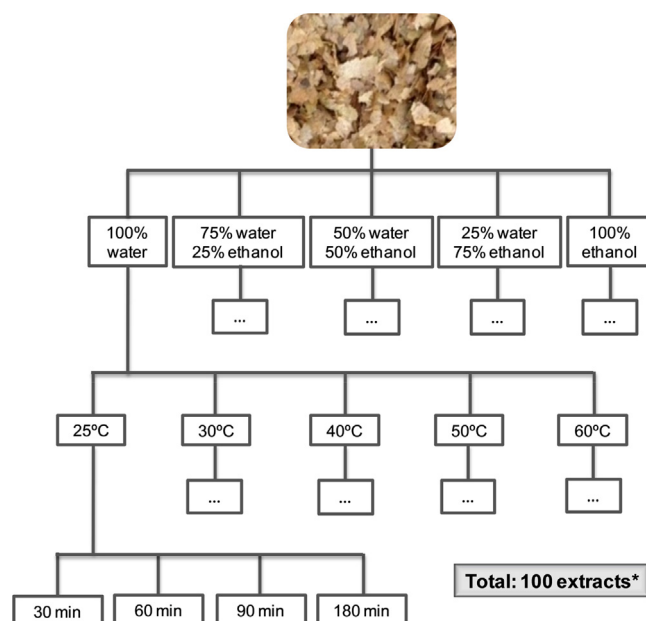 100%
water
75% water
25% ethanol
50% water
50% ethanol
25% water
75% ethanol
100%
ethanol
...
...
...
...
25ºC
30ºC
40ºC
50ºC
60ºC
...
...
...
...
Total: 100 extracts*
30 min
60 min
90 min
180 min